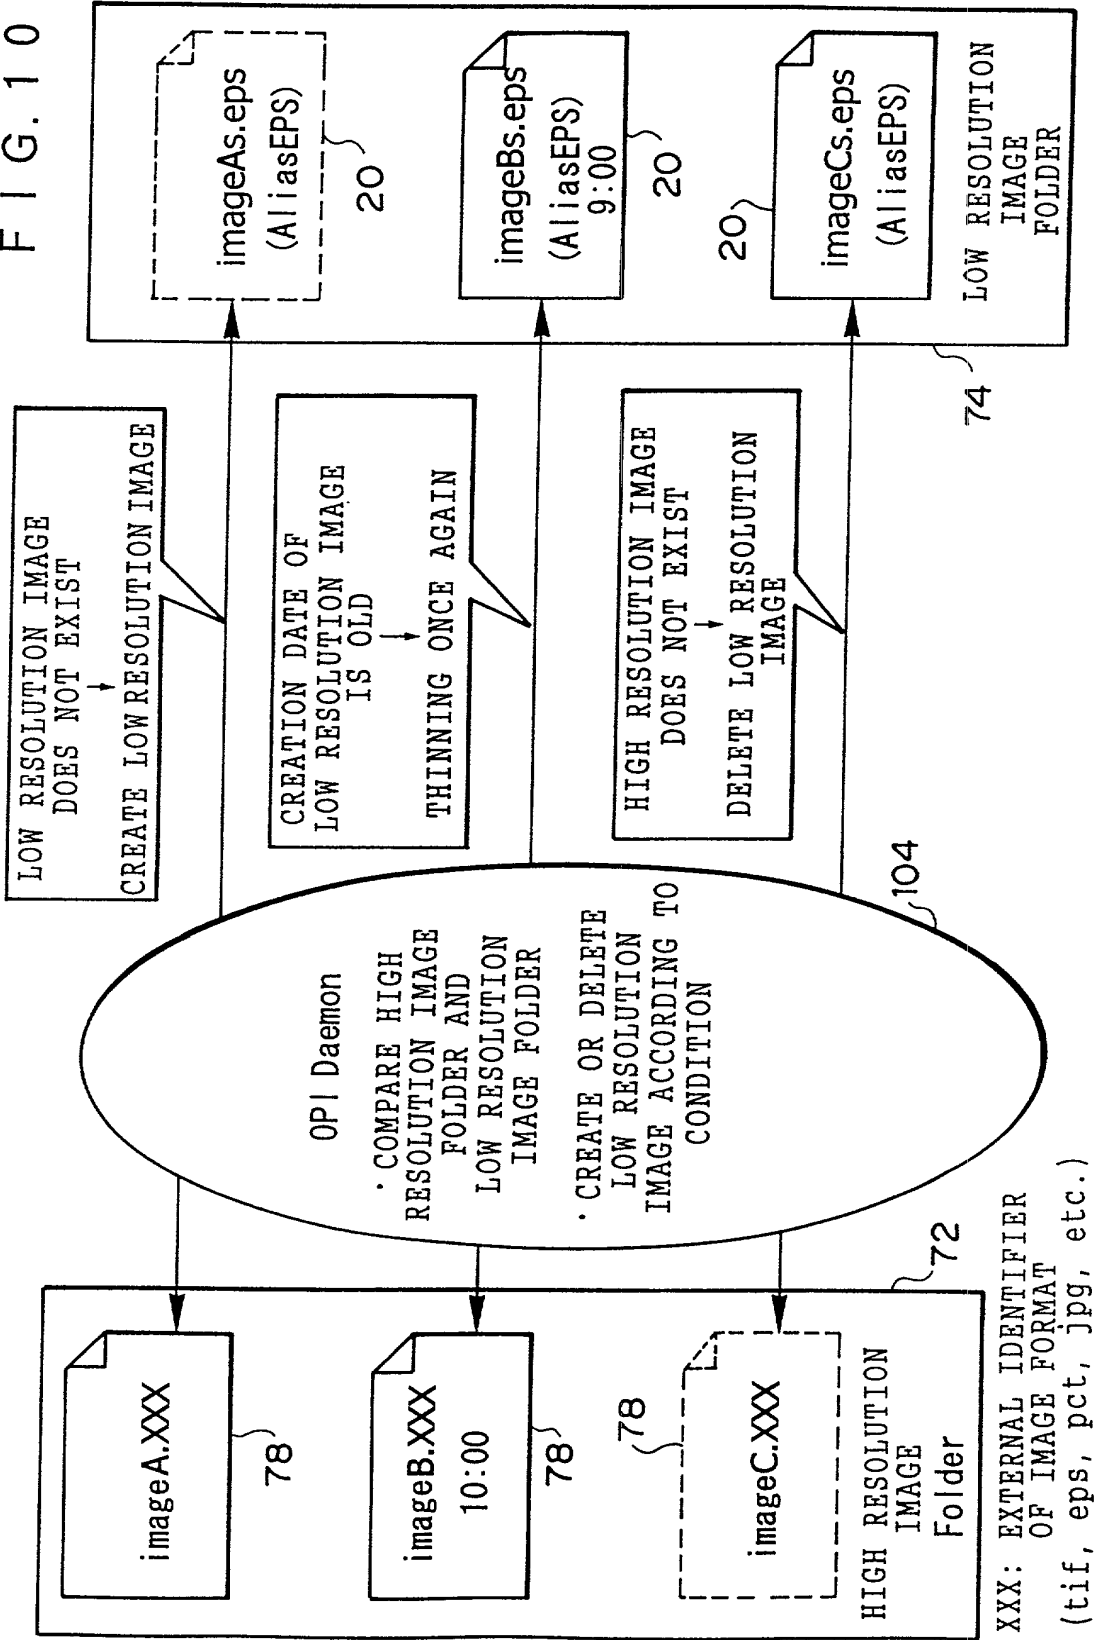 FIG. 10
imageA.XXX
78
imageB.XXX
10:00
78
imageC.XXX
78
HIGH RESOLUTION
IMAGE
Folder
72
XXX: EXTERNAL IDENTIFIER
OF IMAGE FORMAT
(tif, eps, pct, jpg, etc.)
OPI Daemon
·COMPARE HIGH
RESOLUTION IMAGE
FOLDER AND
LOW RESOLUTION
IMAGE FOLDER
·CREATE OR DELETE
LOW RESOLUTION
IMAGE ACCORDING TO
CONDITION
104
LOW RESOLUTION IMAGE
DOES NOT EXIST
→
CREATE LOW RESOLUTION IMAGE
CREATION DATE OF
LOW RESOLUTION IMAGE
IS OLD
→
THINNING ONCE AGAIN
HIGH RESOLUTION IMAGE
DOES NOT EXIST
→
DELETE LOW RESOLUTION
IMAGE
imageAs.eps
(AliasEPS)
20
imageBs.eps
(AliasEPS)
9:00
20
imageCs.eps
(AliasEPS)
20
LOW RESOLUTION
IMAGE
FOLDER
74